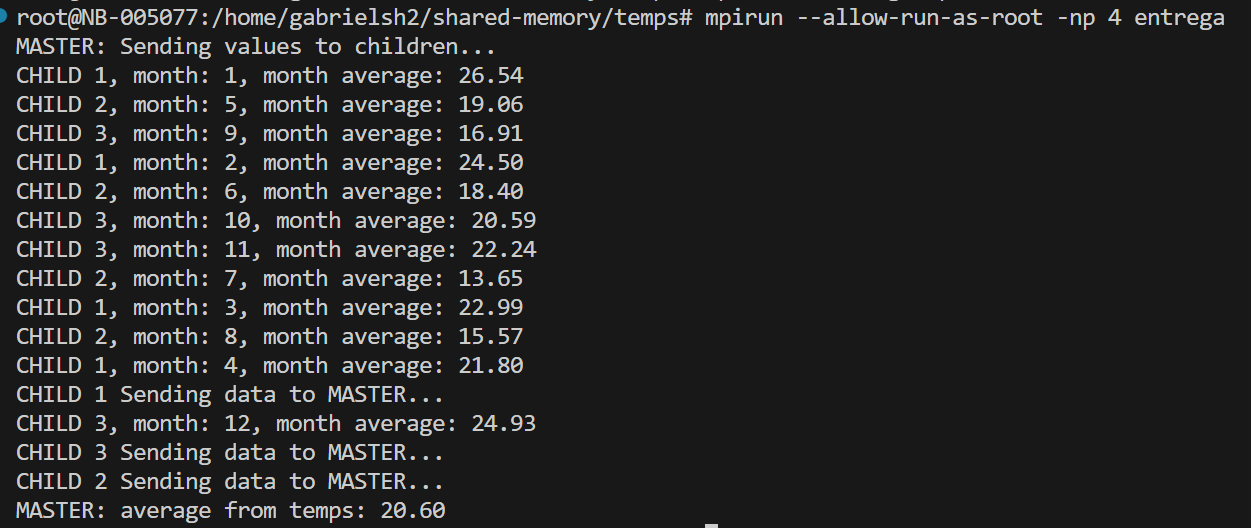 root@NB-005077:/home/gabrielsh2/shared-memory/temps# mpirun --allow-run-as-root -np 4 entrega
MASTER: Sending values to children...
CHILD 1, month: 1, month average: 26.54
CHILD 2, month: 5, month average: 19.06
CHILD 3, month: 9, month average: 16.91
CHILD 1, month: 2, month average: 24.50
CHILD 2, month: 6, month average: 18.40
CHILD 3, month: 10, month average: 20.59
CHILD 3, month: 11, month average: 22.24
CHILD 2, month: 7, month average: 13.65
CHILD 1, month: 3, month average: 22.99
CHILD 2, month: 8, month average: 15.57
CHILD 1, month: 4, month average: 21.80
CHILD 1 Sending data to MASTER...
CHILD 3, month: 12, month average: 24.93
CHILD 3 Sending data to MASTER...
CHILD 2 Sending data to MASTER...
MASTER: average from temps: 20.60